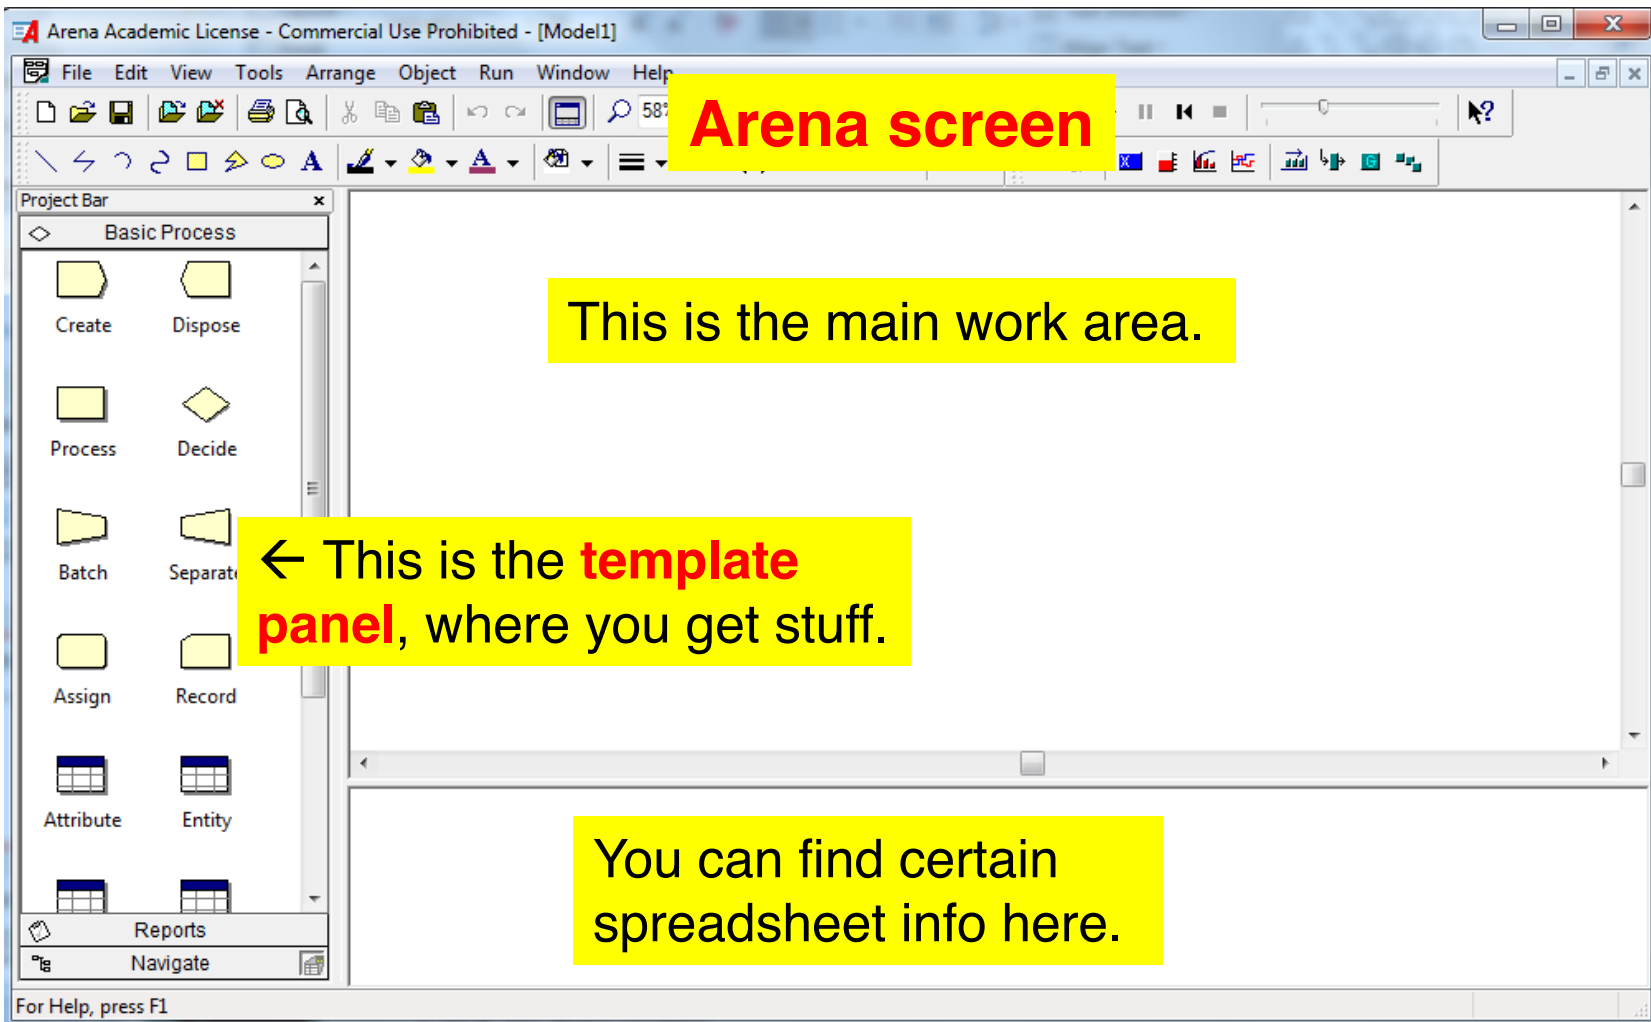 Arena Academic License - Commercial Use Prohibited - [Model1]
File Edit View Tools Arrange Object Run Window Help
Arena screen
Project Bar
Basic Process
This is the main work area.
Create Dispose
Process Decide
Batch Separate
← This is the template
panel, where you get stuff.
Assign Record
Attribute Entity
You can find certain
spreadsheet info here.
Reports
Navigate
For Help, press F1